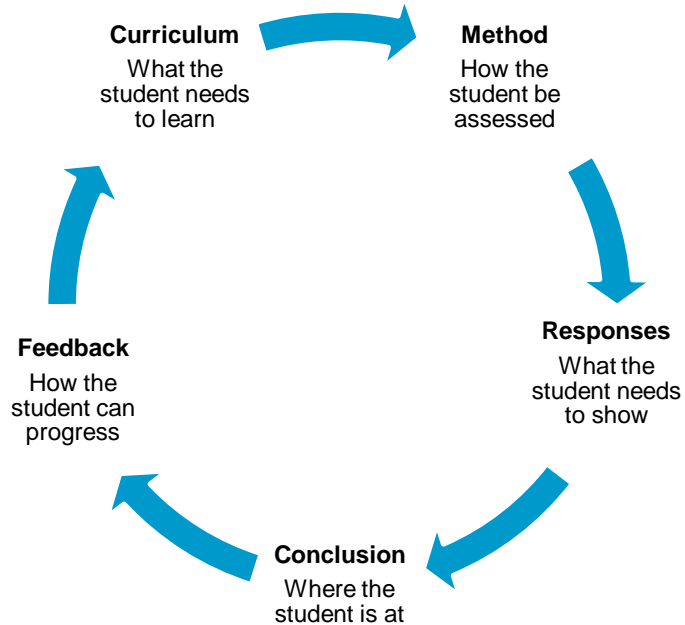 Curriculum
What the
student needs
to learn
Method
How the
student be
assessed
Responses
What the
student needs
to show
Conclusion
Where the
student is at
Feedback
How the
student can
progress